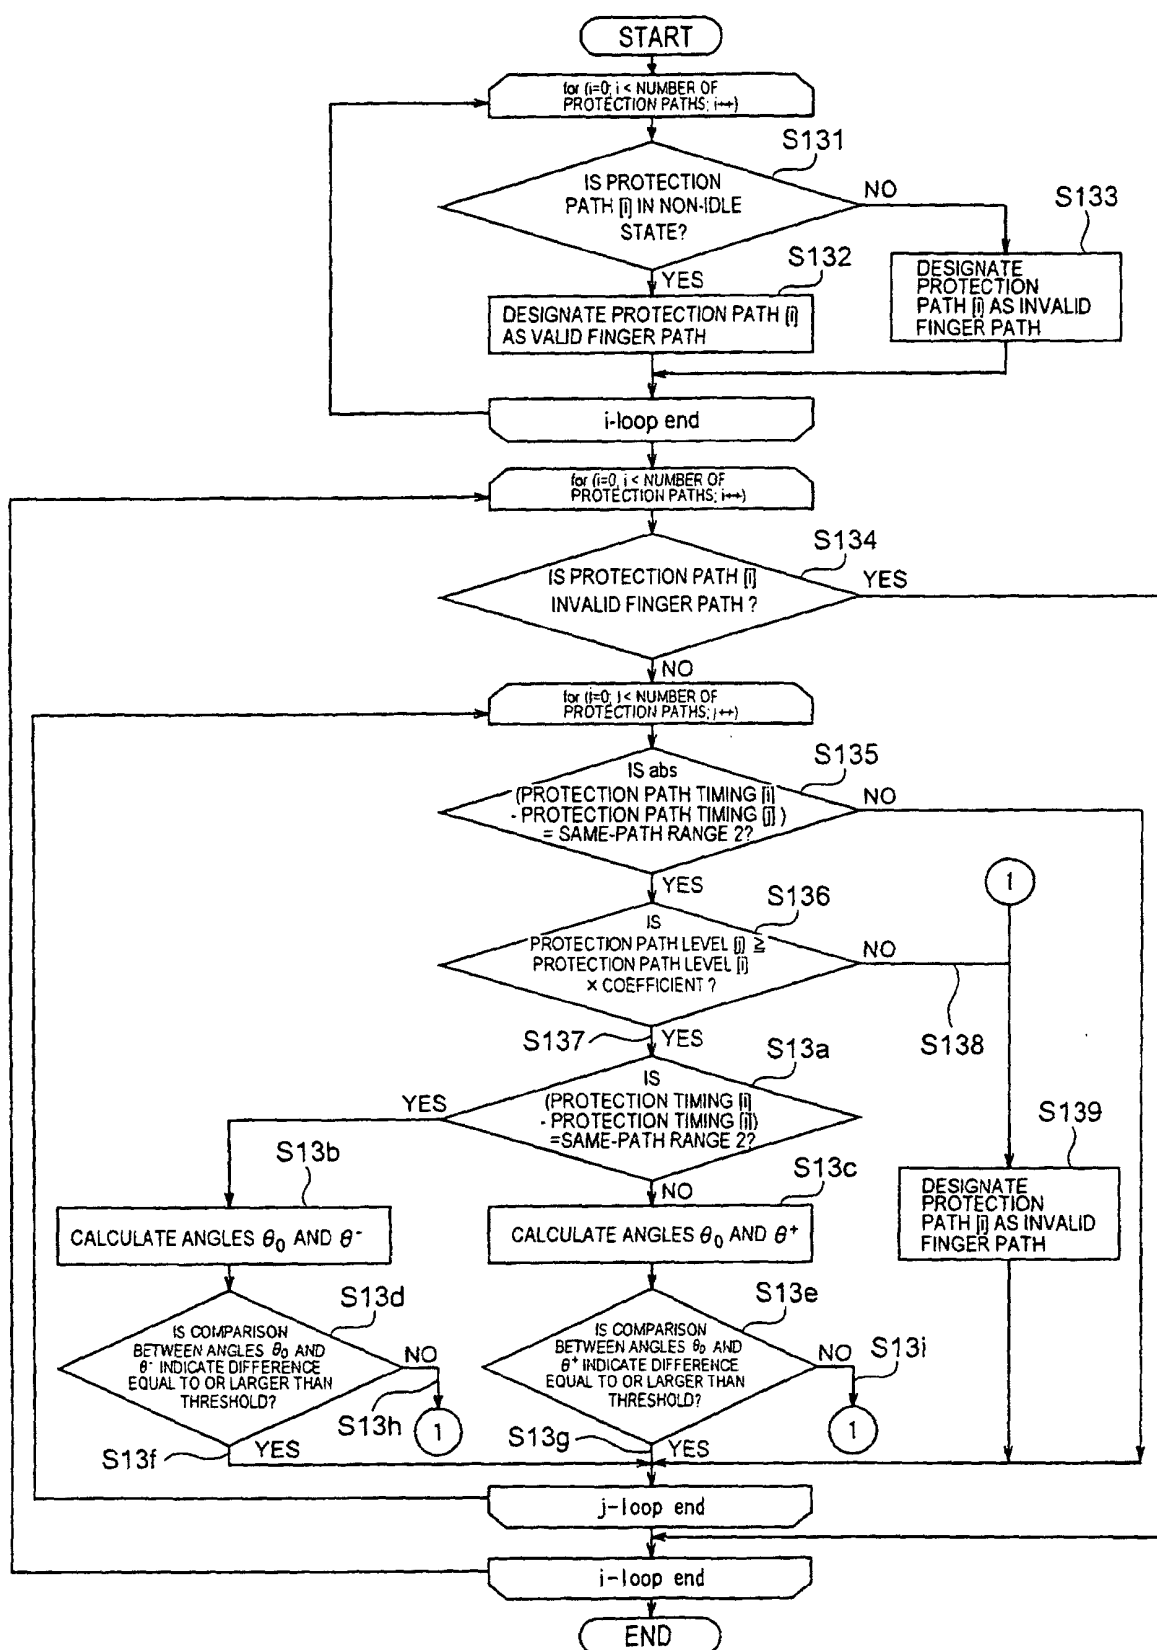 START
for (i=0; i < NUMBER OF
PROTECTION PATHS; i++)
S131
IS PROTECTION
PATH [i] IN NON-IDLE
STATE?
NO
S133
DESIGNATE
PROTECTION
PATH [i] AS INVALID
FINGER PATH
YES
S132
DESIGNATE PROTECTION PATH [i]
AS VALID FINGER PATH
i-loop end
for (i=0, i < NUMBER OF
PROTECTION PATHS; i++)
S134
IS PROTECTION PATH [i]
INVALID FINGER PATH ?
YES
NO
for (j=0; j < NUMBER OF
PROTECTION PATHS; j++)
S135
IS abs
(PROTECTION PATH TIMING [i]
- PROTECTION PATH TIMING [j] )
= SAME-PATH RANGE 2?
NO
YES
1
S136
IS
PROTECTION PATH LEVEL [j] ≧
PROTECTION PATH LEVEL [i]
× COEFFICIENT ?
NO
S138
S137
YES
S13a
IS
(PROTECTION TIMING [i]
- PROTECTION TIMING [j])
=SAME-PATH RANGE 2?
YES
NO
S139
DESIGNATE
PROTECTION
PATH [j] AS INVALID
FINGER PATH
S13b
CALCULATE ANGLES θ0 AND θ-
S13c
CALCULATE ANGLES θ0 AND θ+
S13d
IS COMPARISON
BETWEEN ANGLES θ0 AND
θ- INDICATE DIFFERENCE
EQUAL TO OR LARGER THAN
THRESHOLD?
NO
S13h
1
S13f
YES
S13e
IS COMPARISON
BETWEEN ANGLES θ0 AND
θ+ INDICATE DIFFERENCE
EQUAL TO OR LARGER THAN
THRESHOLD?
NO
S13i
1
S13g
YES
j-loop end
i-loop end
END